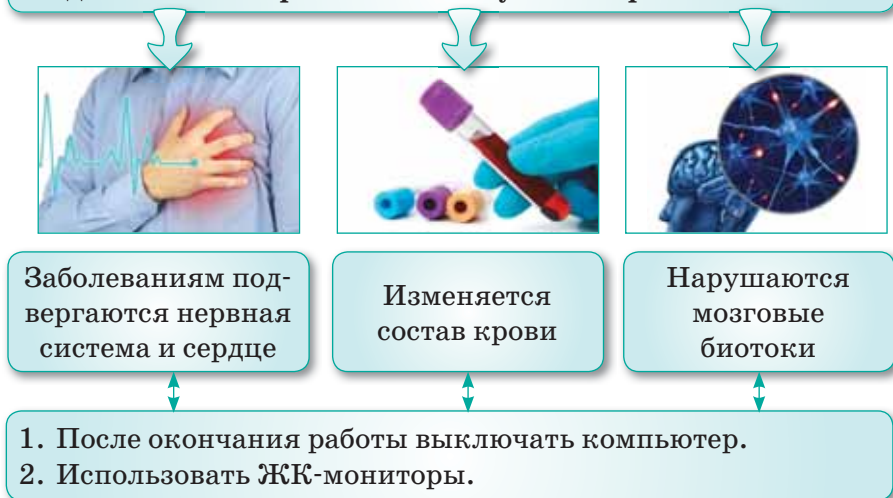 Заболеваниям под-
вергаются нервная
система и сердце
Изменяется
состав крови
Нарушаются
мозговые
биотоки
1. После окончания работы выключать компьютер.
2. Использовать ЖК-мониторы.